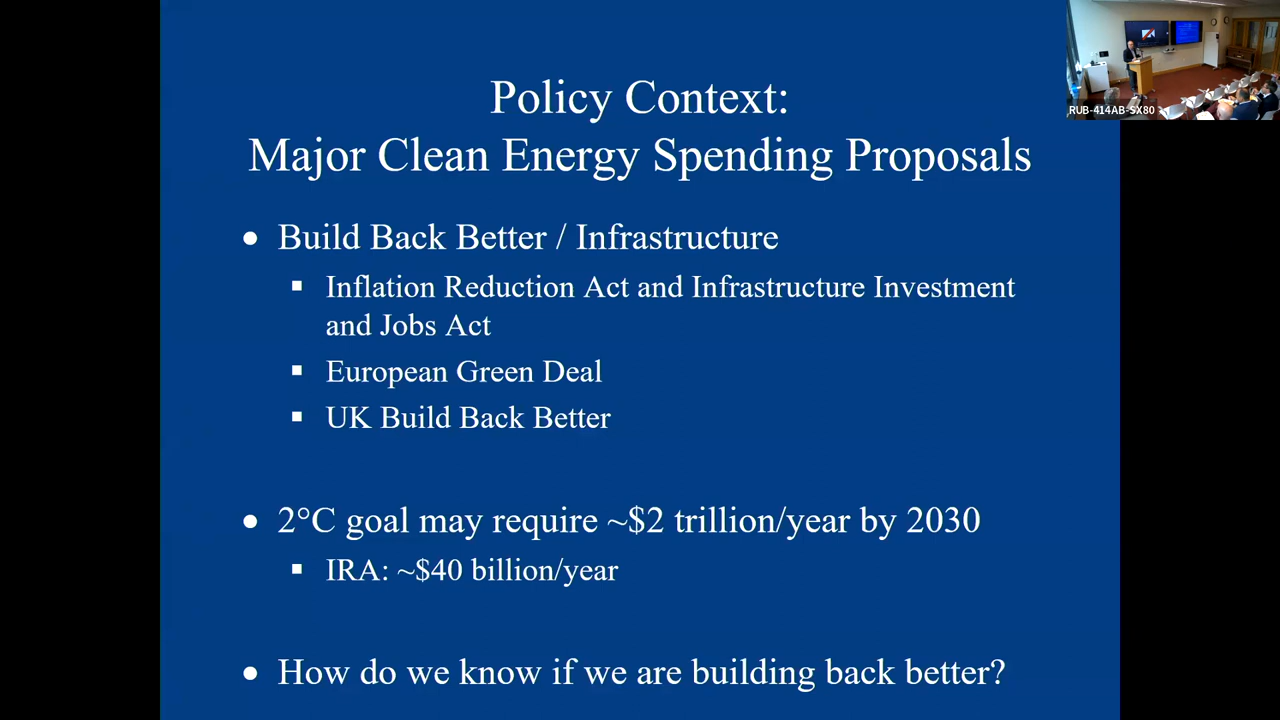 Policy Context:
Major Clean Energy Spending Proposals
• Build Back Better / Infrastructure
▪ Inflation Reduction Act and Infrastructure Investment
and Jobs Act
▪ European Green Deal
▪ UK Build Back Better
• 2°C goal may require ~$2 trillion/year by 2030
▪ IRA: ~$40 billion/year
• How do we know if we are building back better?
RUB-414AB-SX80